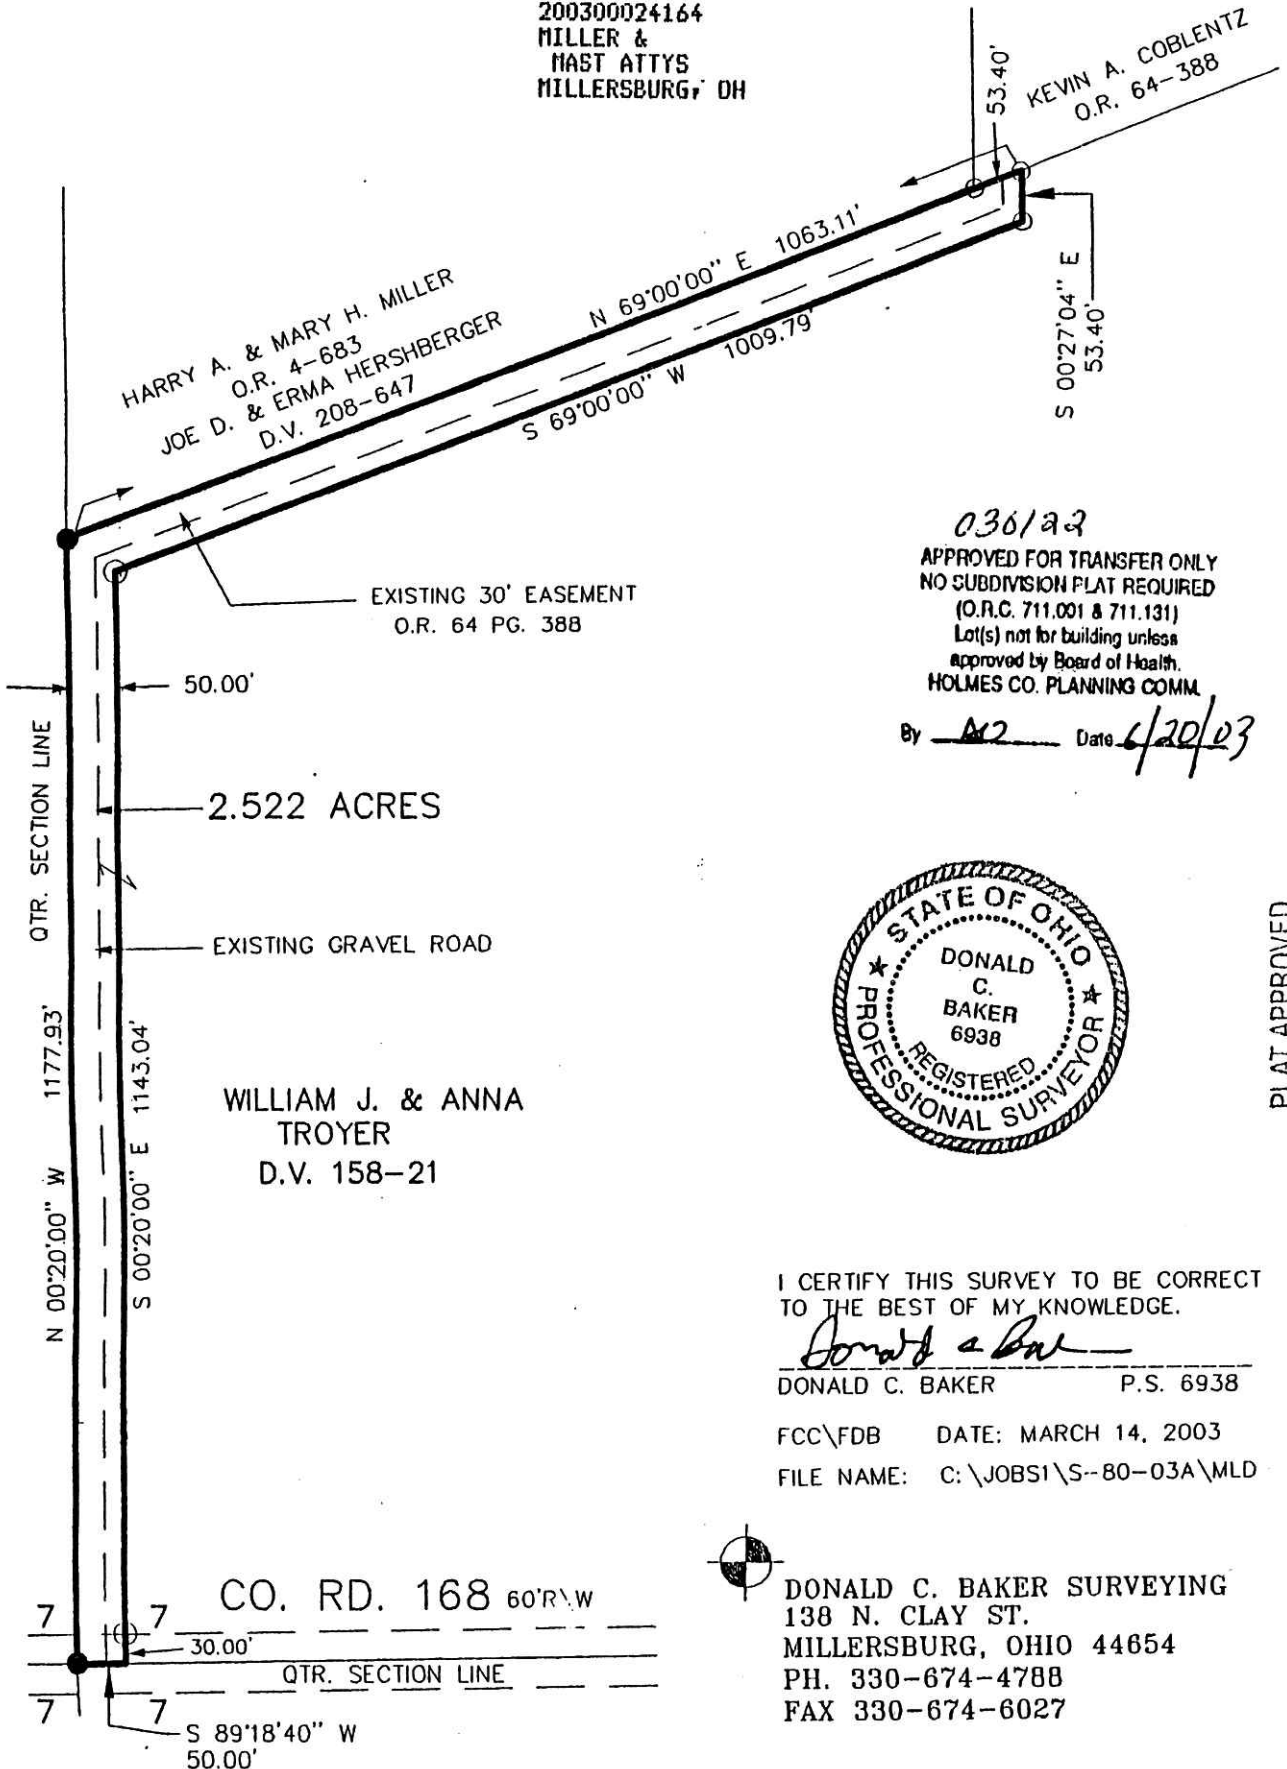 200300024164
MILLER &
MAST ATTYS
MILLERSBURG, OH
53.40'
KEVIN A. COBLENTZ
O.R. 64-388
HARRY A. & MARY H. MILLER
O.R. 4-683
JOE D. & ERMA HERSHBERGER
D.V. 208-647
N 69°00'00" E 1063.11'
S 69°00'00" W 1009.79'
S 00°27'04" E
53.40'
EXISTING 30' EASEMENT
O.R. 64 PG. 388
50.00'
036/22
APPROVED FOR TRANSFER ONLY
NO SUBDIVISION PLAT REQUIRED
(O.R.C. 711.001 & 711.131)
Lot(s) not for building unless
approved by Board of Health.
HOLMES CO. PLANNING COMM.
By Date 6/20/03
2.522 ACRES
EXISTING GRAVEL ROAD
N 00°20'00" W 1177.93' QTR. SECTION LINE
S 00°20'00" E 1143.04'
WILLIAM J. & ANNA
TROYER
D.V. 158-21
STATE OF OHIO
DONALD
C.
BAKER
6938
REGISTERED
PROFESSIONAL SURVEYOR
PLAT APPROVED
I CERTIFY THIS SURVEY TO BE CORRECT
TO THE BEST OF MY KNOWLEDGE.
DONALD C. BAKER P.S. 6938
FCC\FDB DATE: MARCH 14, 2003
FILE NAME: C:\JOBS1\S--80-03A\MLD
CO. RD. 168 60'R\W
7 7
30.00'
QTR. SECTION LINE
7 7
S 89°18'40" W
50.00'
DONALD C. BAKER SURVEYING
138 N. CLAY ST.
MILLERSBURG, OHIO 44654
PH. 330-674-4788
FAX 330-674-6027